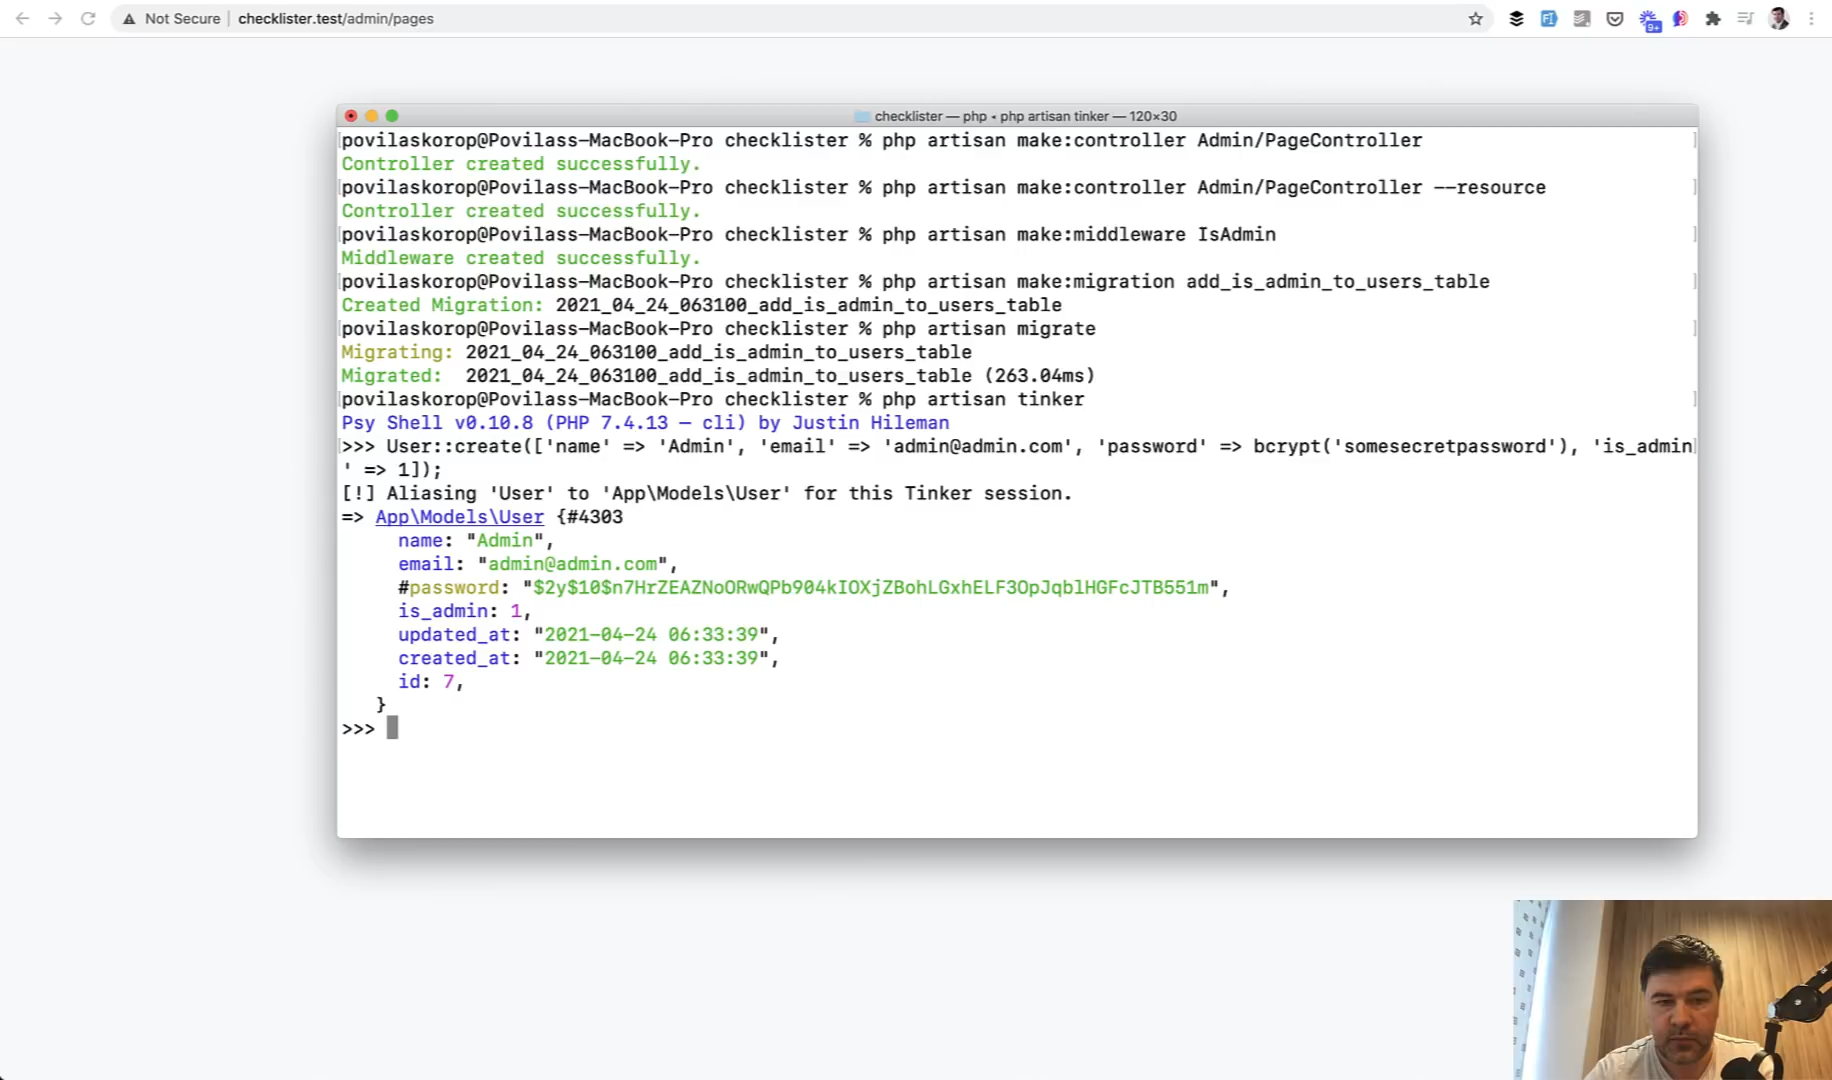 Not Secure checklister.test/admin/pages
9+
checklister — php ◂ php artisan tinker — 120×30
povilaskorop@Povilass-MacBook-Pro checklister % php artisan make:controller Admin/PageController
Controller created successfully.
povilaskorop@Povilass-MacBook-Pro checklister % php artisan make:controller Admin/PageController --resource
Controller created successfully.
povilaskorop@Povilass-MacBook-Pro checklister % php artisan make:middleware IsAdmin
Middleware created successfully.
povilaskorop@Povilass-MacBook-Pro checklister % php artisan make:migration add_is_admin_to_users_table
Created Migration: 2021_04_24_063100_add_is_admin_to_users_table
povilaskorop@Povilass-MacBook-Pro checklister % php artisan migrate
Migrating: 2021_04_24_063100_add_is_admin_to_users_table
Migrated:  2021_04_24_063100_add_is_admin_to_users_table (263.04ms)
povilaskorop@Povilass-MacBook-Pro checklister % php artisan tinker
Psy Shell v0.10.8 (PHP 7.4.13 — cli) by Justin Hileman
>>> User::create(['name' => 'Admin', 'email' => 'admin@admin.com', 'password' => bcrypt('somesecretpassword'), 'is_admin
' => 1]);
[!] Aliasing 'User' to 'App\Models\User' for this Tinker session.
=> App\Models\User {#4303
name: "Admin",
email: "admin@admin.com",
#password: "$2y$10$n7HrZEAZNoORwQPb904kIOXjZBohLGxhELF3OpJqblHGFcJTB551m",
is_admin: 1,
updated_at: "2021-04-24 06:33:39",
created_at: "2021-04-24 06:33:39",
id: 7,
}
>>>